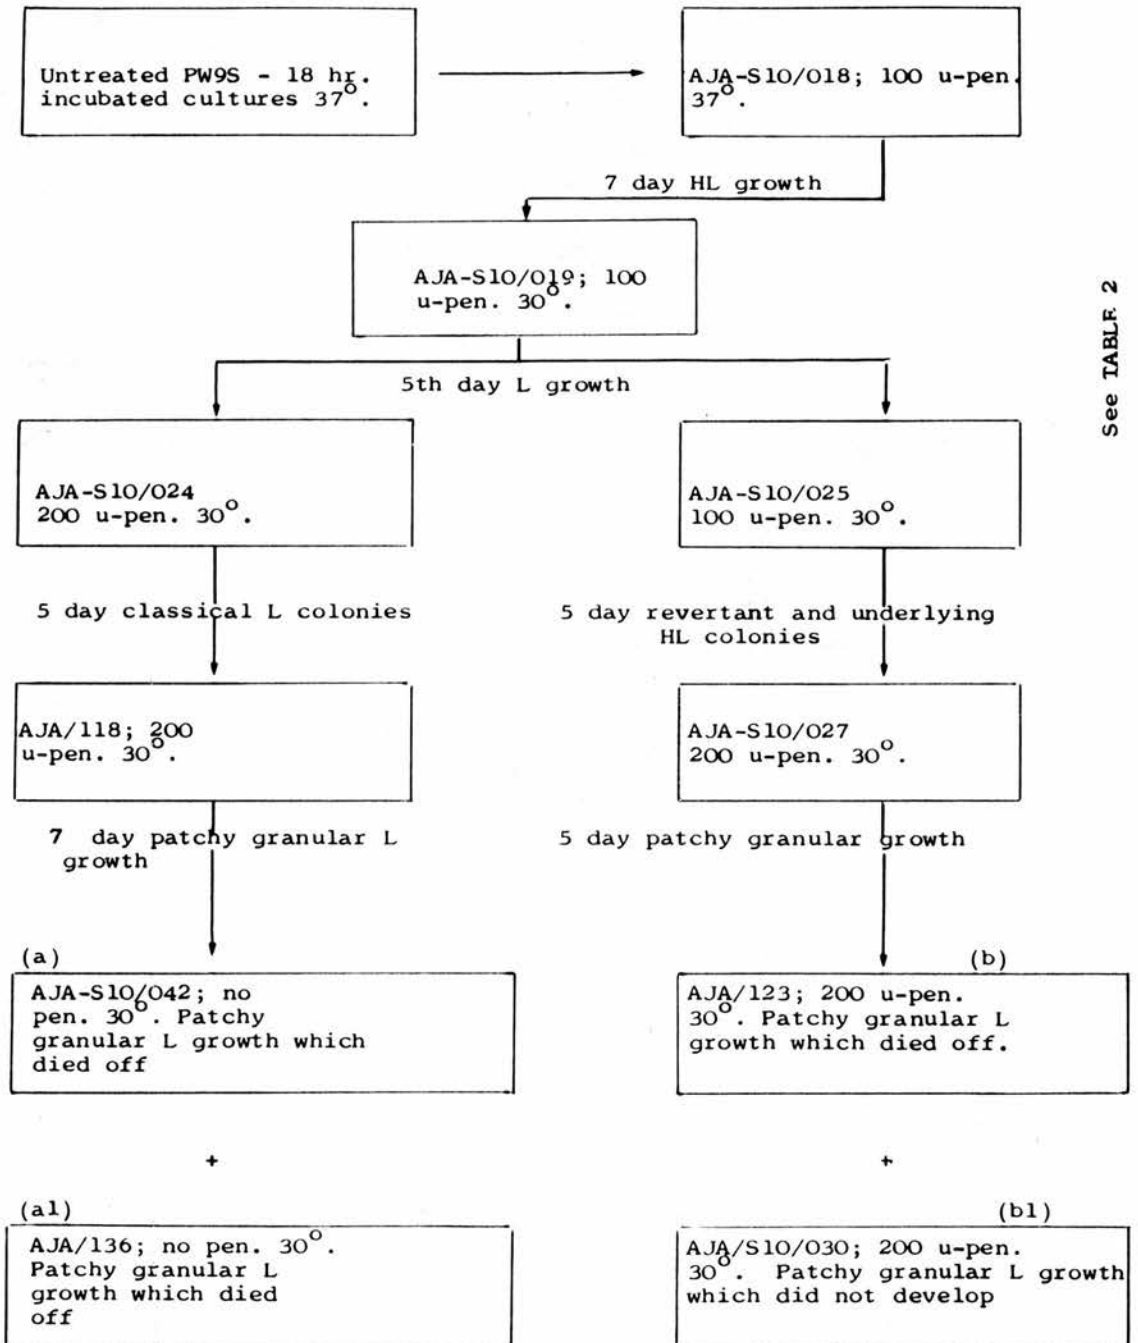 Untreated PW9S - 18 hr.
incubated cultures 37°.
AJA-S10/018; 100 u-pen.
37°.
7 day HL growth
AJA-S10/019; 100
u-pen. 30°.
See TABLE 2
5th day L growth
AJA-S10/024
200 u-pen. 30°.
AJA-S10/025
100 u-pen. 30°.
5 day classical L colonies
5 day revertant and underlying
HL colonies
AJA/118; 200
u-pen. 30°.
AJA-S10/027
200 u-pen. 30°.
7 day patchy granular L
growth
5 day patchy granular growth
(a)
AJA-S10/042; no
pen. 30°. Patchy
granular L growth which
died off
(b)
AJA/123; 200 u-pen.
30°. Patchy granular L
growth which died off.
+
+
(a1)
AJA/136; no pen. 30°.
Patchy granular L
growth which died
off
(b1)
AJA/S10/030; 200 u-pen.
30°. Patchy granular L growth
which did not develop